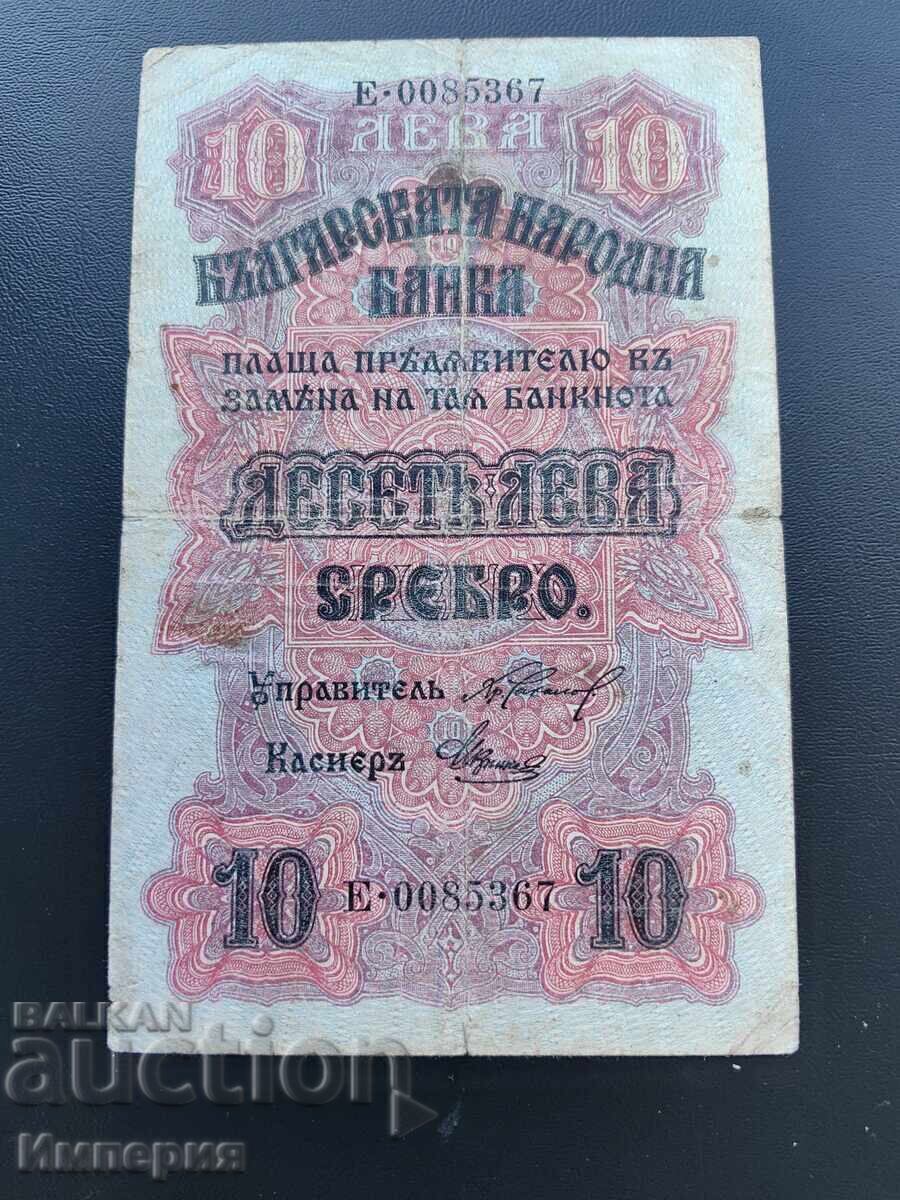 Е·0085367
ЛЕВА
10 10
БЪЛГАРСКАТА НАРОДНА
БАНКА
ПЛАЩА ПРѢДЯВИТЕЛЮ ВЪ
ЗАМѢНА НА ТАЯ БАНКНОТА
ДЕСЕТЬ ЛЕВА
СРЕБРО.
Управитель
Касиеръ
10 Е·0085367 10
BALKAN
auction
Империя